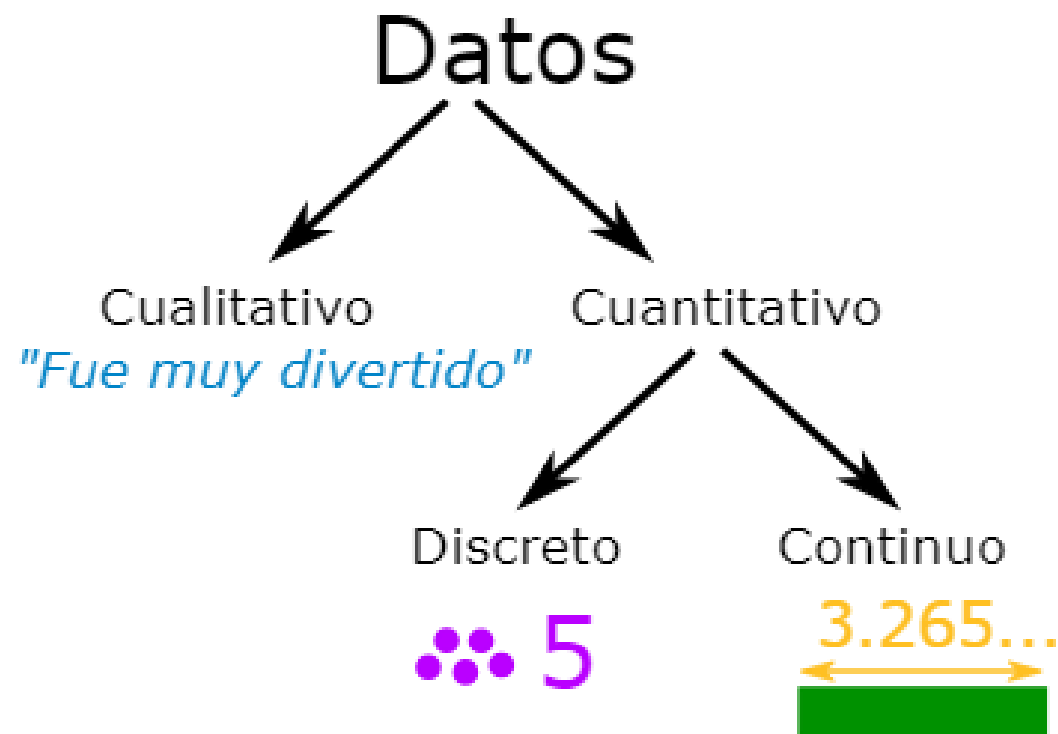 Datos
Cualitativo
Cuantitativo
"Fue muy divertido"
Discreto
Continuo
5
3.265...